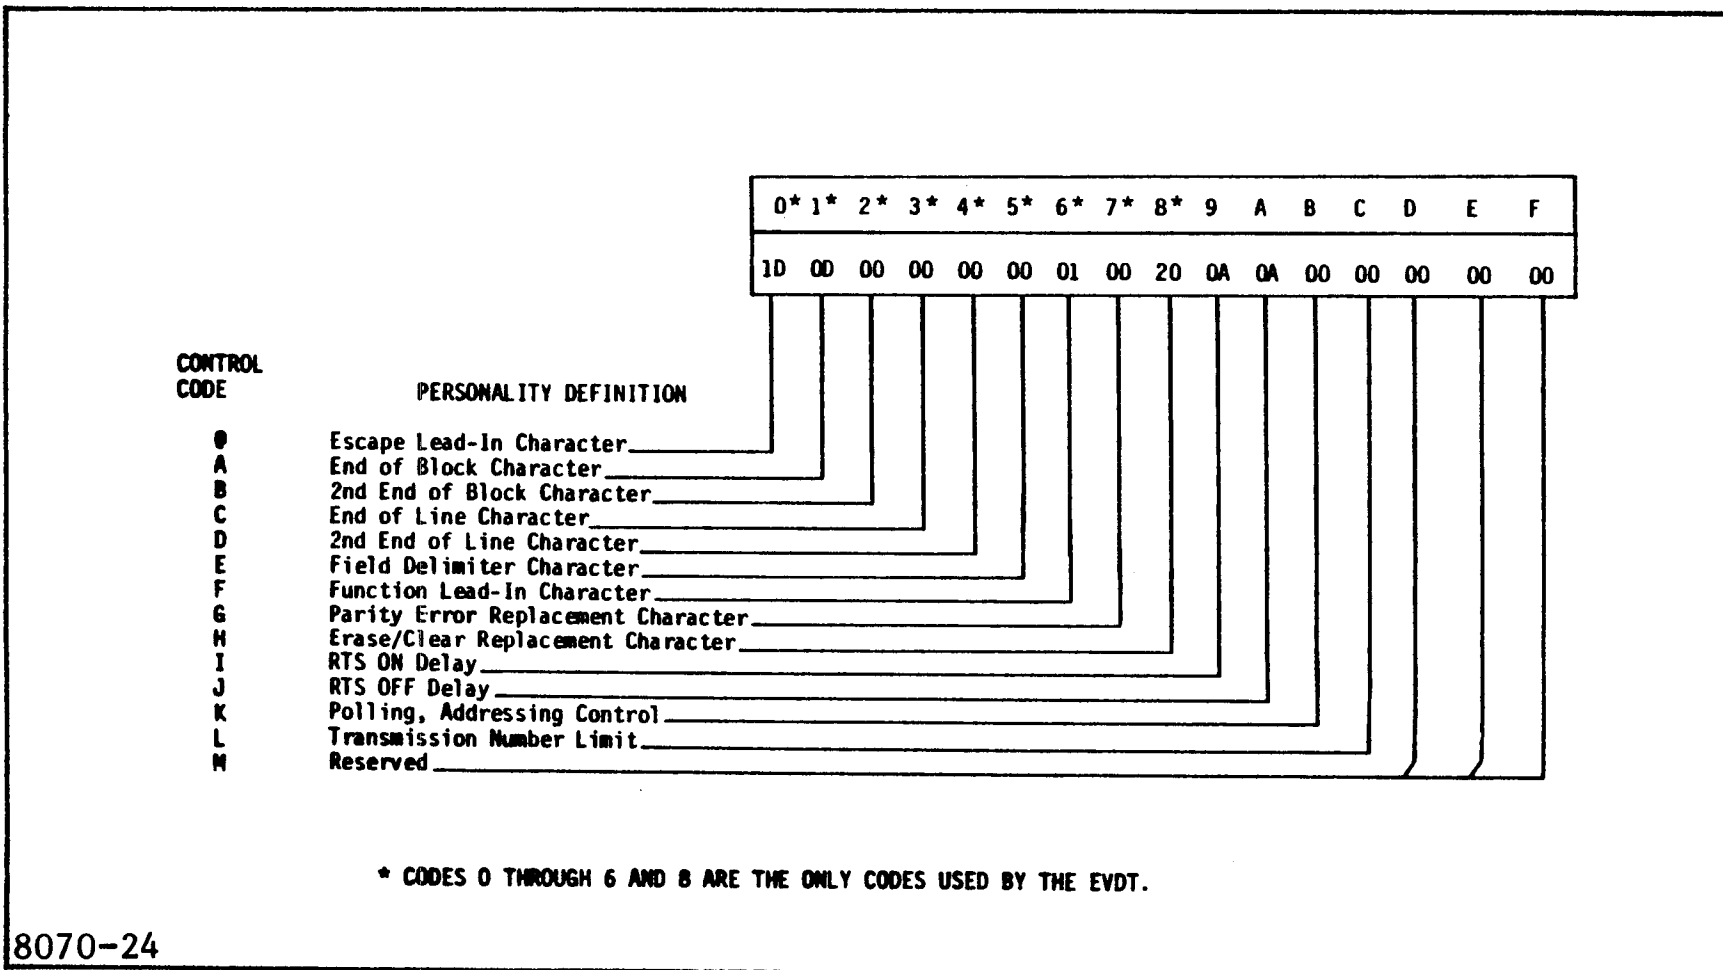 0* 1* 2* 3* 4* 5* 6* 7* 8* 9 A B C D E F
1D 0D 00 00 00 00 01 00 20 0A 0A 00 00 00 00 00
CONTROL
CODE PERSONALITY DEFINITION
Escape Lead-In Character
A End of Block Character
B 2nd End of Block Character
C End of Line Character
D 2nd End of Line Character
E Field Delimiter Character
F Function Lead-In Character
G Parity Error Replacement Character
H Erase/Clear Replacement Character
I RTS ON Delay
J RTS OFF Delay
K Polling, Addressing Control
L Transmission Number Limit
M Reserved
* CODES 0 THROUGH 6 AND 8 ARE THE ONLY CODES USED BY THE EVDT.
8070-24